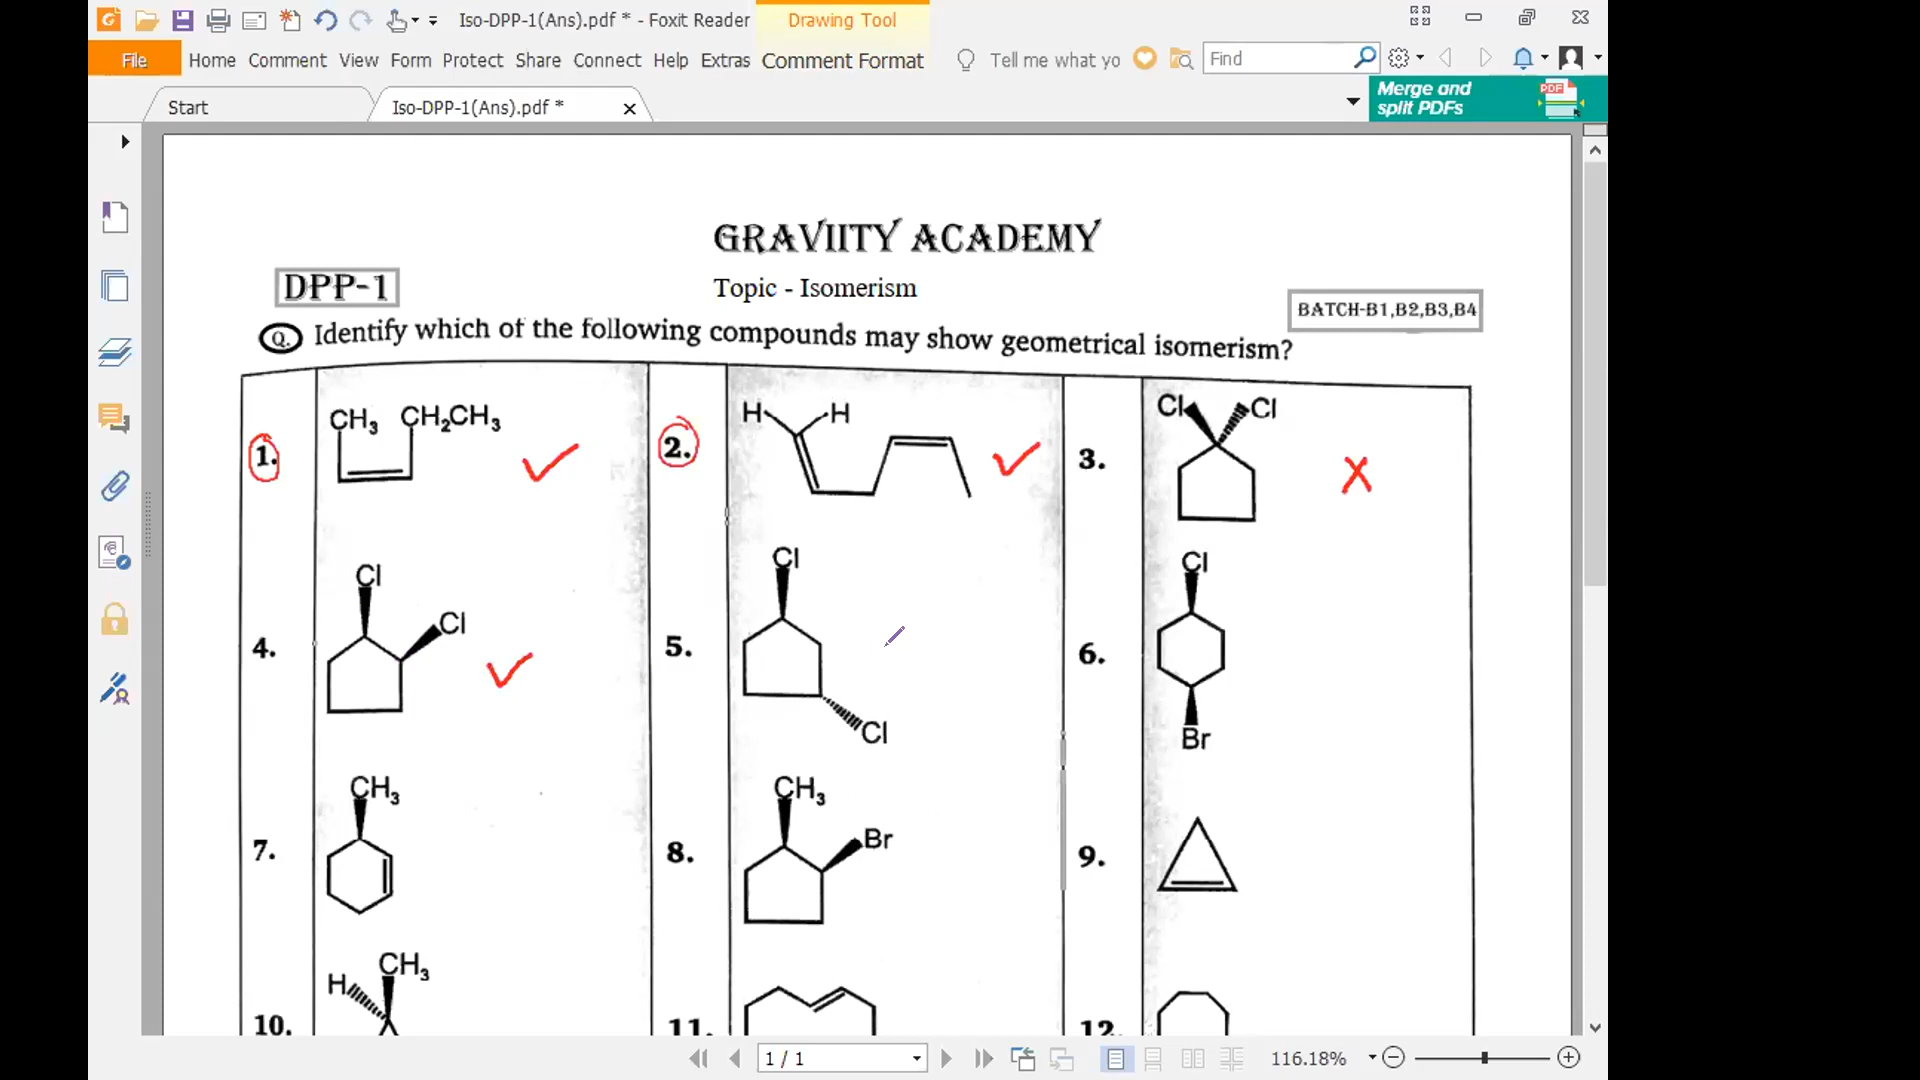 Iso-DPP-1(Ans).pdf * - Foxit Reader
Drawing Tool
File Home Comment View Form Protect Share Connect Help Extras Comment Format Tell me what yo Find
Start Iso-DPP-1(Ans).pdf *
Merge and
split PDFs
PDF
GRAVIITY ACADEMY
DPP-1
Topic - Isomerism
BATCH-B1,B2,B3,B4
Q. Identify which of the following compounds may show geometrical isomerism?
1. CH₃ CH₂CH₃
2. H H
3. Cl Cl
4. Cl Cl
5. Cl Cl
6. Cl Br
7. CH₃
8. CH₃ Br
9.
10. H CH₃
11.
12.
1 / 1
116.18%